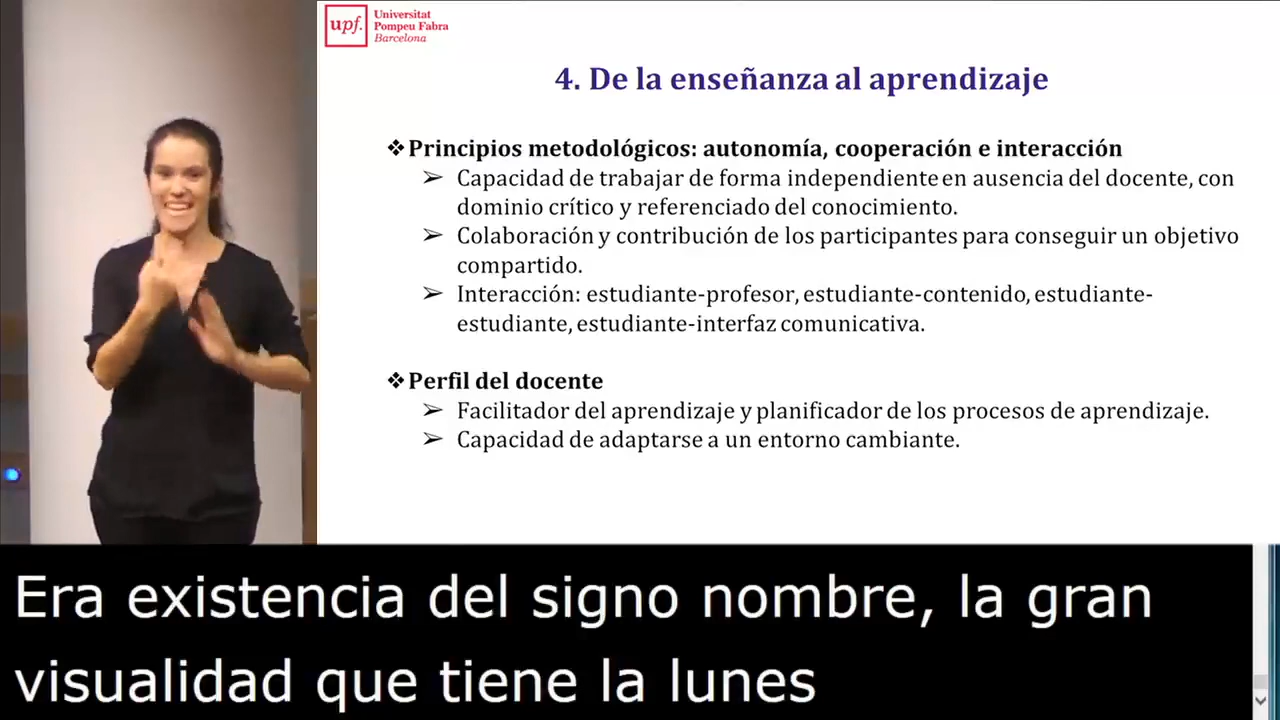 upf.
Universitat
Pompeu Fabra
Barcelona
4. De la enseñanza al aprendizaje
❖Principios metodológicos: autonomía, cooperación e interacción
➢ Capacidad de trabajar de forma independiente en ausencia del docente, con
dominio crítico y referenciado del conocimiento.
➢ Colaboración y contribución de los participantes para conseguir un objetivo
compartido.
➢ Interacción: estudiante-profesor, estudiante-contenido, estudiante-
estudiante, estudiante-interfaz comunicativa.
❖Perfil del docente
➢ Facilitador del aprendizaje y planificador de los procesos de aprendizaje.
➢ Capacidad de adaptarse a un entorno cambiante.
Era existencia del signo nombre, la gran
visualidad que tiene la lunes